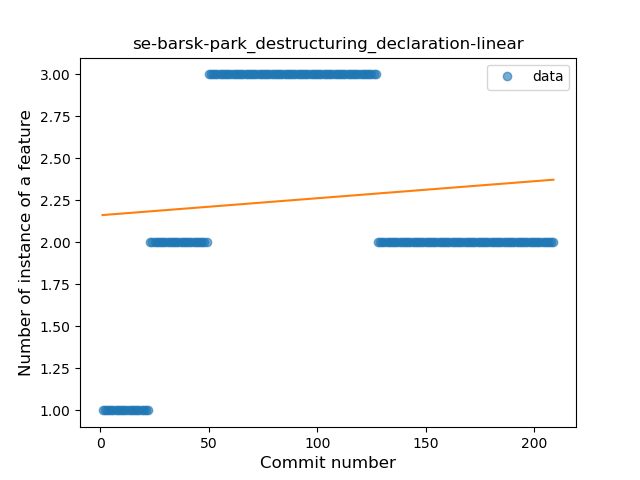 se-barsk-park_destructuring_declaration-linear
data
Number of instance of a feature
3.00
2.75
2.50
2.25
2.00
1.75
1.50
1.25
1.00
0 50 100 150 200
Commit number